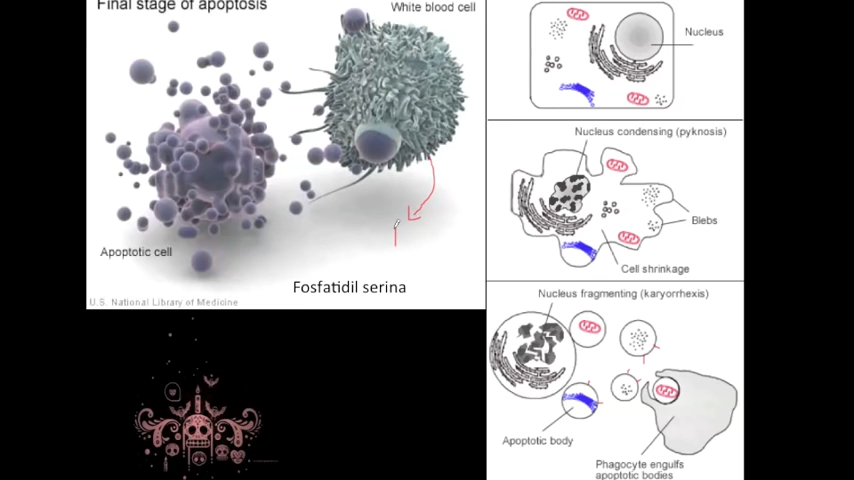 Final stage of apoptosis
White blood cell
Apoptotic cell
Fosfatidil serina
U.S. National Library of Medicine
Nucleus
Nucleus condensing (pyknosis)
Blebs
Cell shrinkage
Nucleus fragmenting (karyorrhexis)
Apoptotic body
Phagocyte engulfs
apoptotic bodies